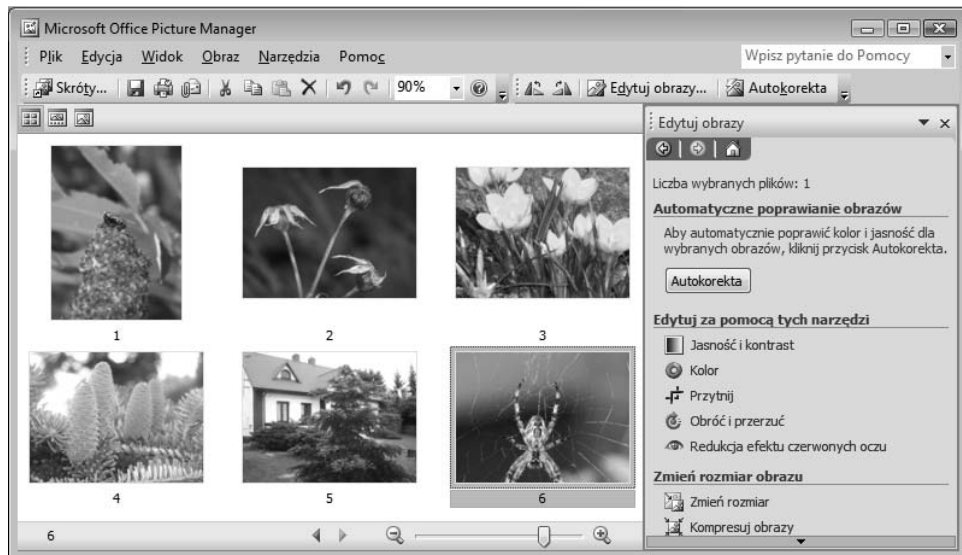 Microsoft Office Picture Manager
Plik Edycja Widok Obraz Narzędzia Pomoc
Wpisz pytanie do Pomocy
Skróty... 90% Edytuj obrazy... Autokorekta
Edytuj obrazy
Liczba wybranych plików: 1
Automatyczne poprawianie obrazów
Aby automatycznie poprawić kolor i jasność dla
wybranych obrazów, kliknij przycisk Autokorekta.
Autokorekta
Edytuj za pomocą tych narzędzi
Jasność i kontrast
Kolor
Przytnij
Obróć i przerzuć
Redukcja efektu czerwonych oczu
Zmień rozmiar obrazu
Zmień rozmiar
Kompresuj obrazy
1 2 3
4 5 6
6